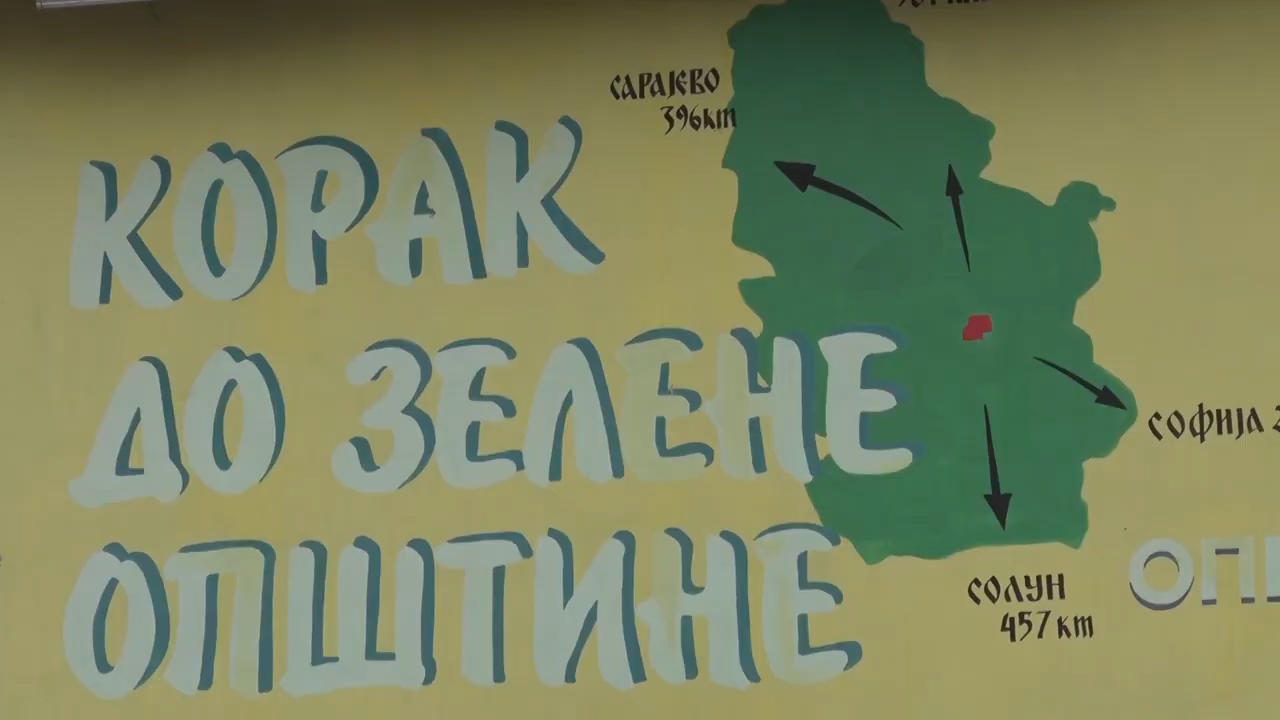 САРАЈЕВО
396km
КОРАК
ДО ЗЕЛЕНЕ
ОПШТИНЕ
СОФИЈА
СОЛУН
457km